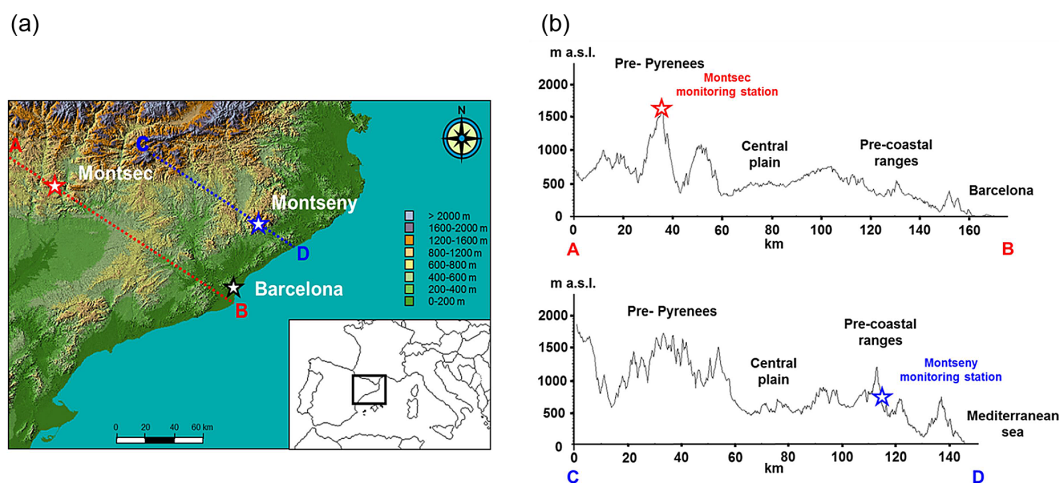 (a)
N
A
C
Montsec
Montseny
D
> 2000 m
1600-2000 m
1200-1600 m
800-1200 m
600-800 m
400-600 m
200-400 m
0-200 m
Barcelona
B
0 20 40 60 km
(b)
m a.s.l.
Pre- Pyrenees
Montsec
monitoring station
2000
1500
1000
500
0
Central
plain
Pre-coastal
ranges
Barcelona
0 20 40 60 80 100 120 140 160
km
A
B
m a.s.l.
Pre- Pyrenees
2000
1500
1000
500
0
Central
plain
Pre-coastal
ranges
Montseny
monitoring station
Mediterranean
sea
0 20 40 60 80 100 120 140
km
C
D